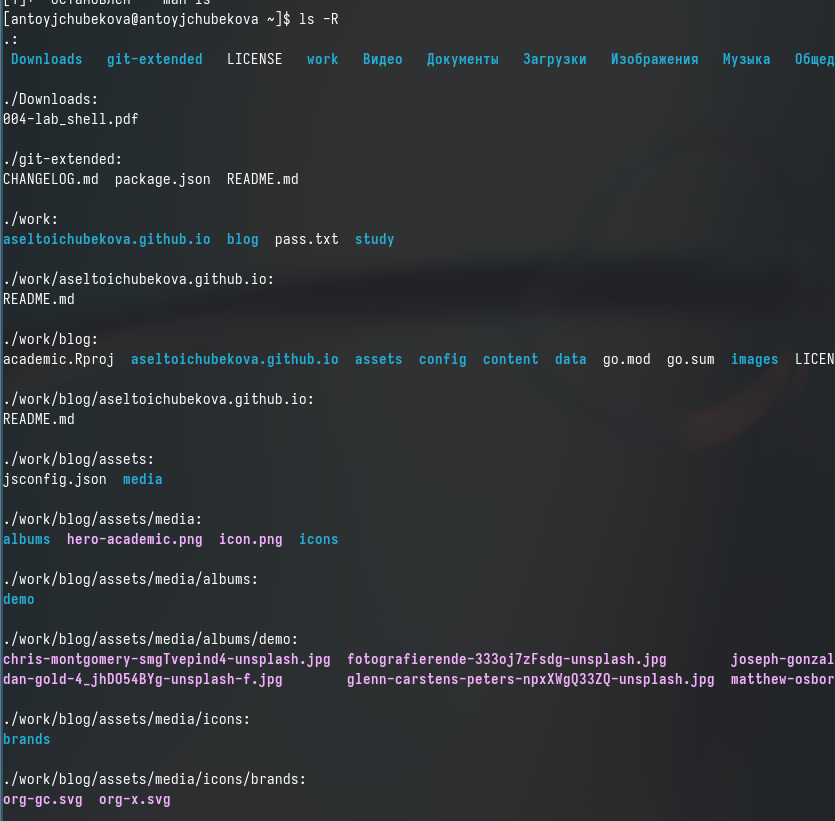 [antoyjchubekova@antoyjchubekova ~]$ ls -R
.:
Downloads git-extended LICENSE work Видео Документы Загрузки Изображения Музыка
./Downloads:
004-lab_shell.pdf
./git-extended:
CHANGELOG.md package.json README.md
./work:
aseltoichubekova.github.io blog pass.txt study
./work/aseltoichubekova.github.io:
README.md
./work/blog:
academic.Rproj aseltoichubekova.github.io assets config content data go.mod go.sum images LICEN
./work/blog/aseltoichubekova.github.io:
README.md
./work/blog/assets:
jsconfig.json media
./work/blog/assets/media:
albums hero-academic.png icon.png icons
./work/blog/assets/media/albums:
demo
./work/blog/assets/media/albums/demo:
chris-montgomery-smgTvepind4-unsplash.jpg fotografierende-333oj7zFsdg-unsplash.jpg joseph-gonzal
dan-gold-4_jhDO54BYg-unsplash-f.jpg glenn-carstens-peters-npxXWgQ33ZQ-unsplash.jpg matthew-osbor
./work/blog/assets/media/icons:
brands
./work/blog/assets/media/icons/brands:
org-gc.svg org-x.svg